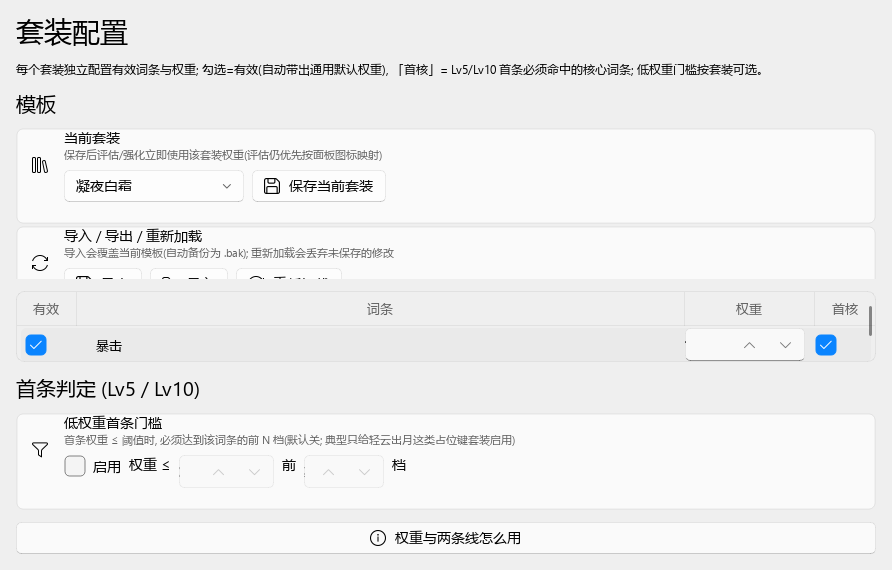 套装配置
每个套装独立配置有效词条与权重; 勾选=有效(自动带出通用默认权重), 「首核」= Lv5/Lv10 首条必须命中的核心词条; 低权重门槛按套装可选。
模板
当前套装
保存后评估/强化立即使用该套装权重(评估仍优先按面板图标映射)
凝夜白霜
保存当前套装
导入 / 导出 / 重新加载
导入会覆盖当前模板(自动备份为 .bak); 重新加载会丢弃未保存的修改
有效 词条 权重 首核
暴击
首条判定 (Lv5 / Lv10)
低权重首条门槛
首条权重 ≤ 阈值时, 必须达到该词条的前 N 档(默认关; 典型只给轻云出月这类占位键套装启用)
启用 权重 ≤ 前 档
权重与两条线怎么用